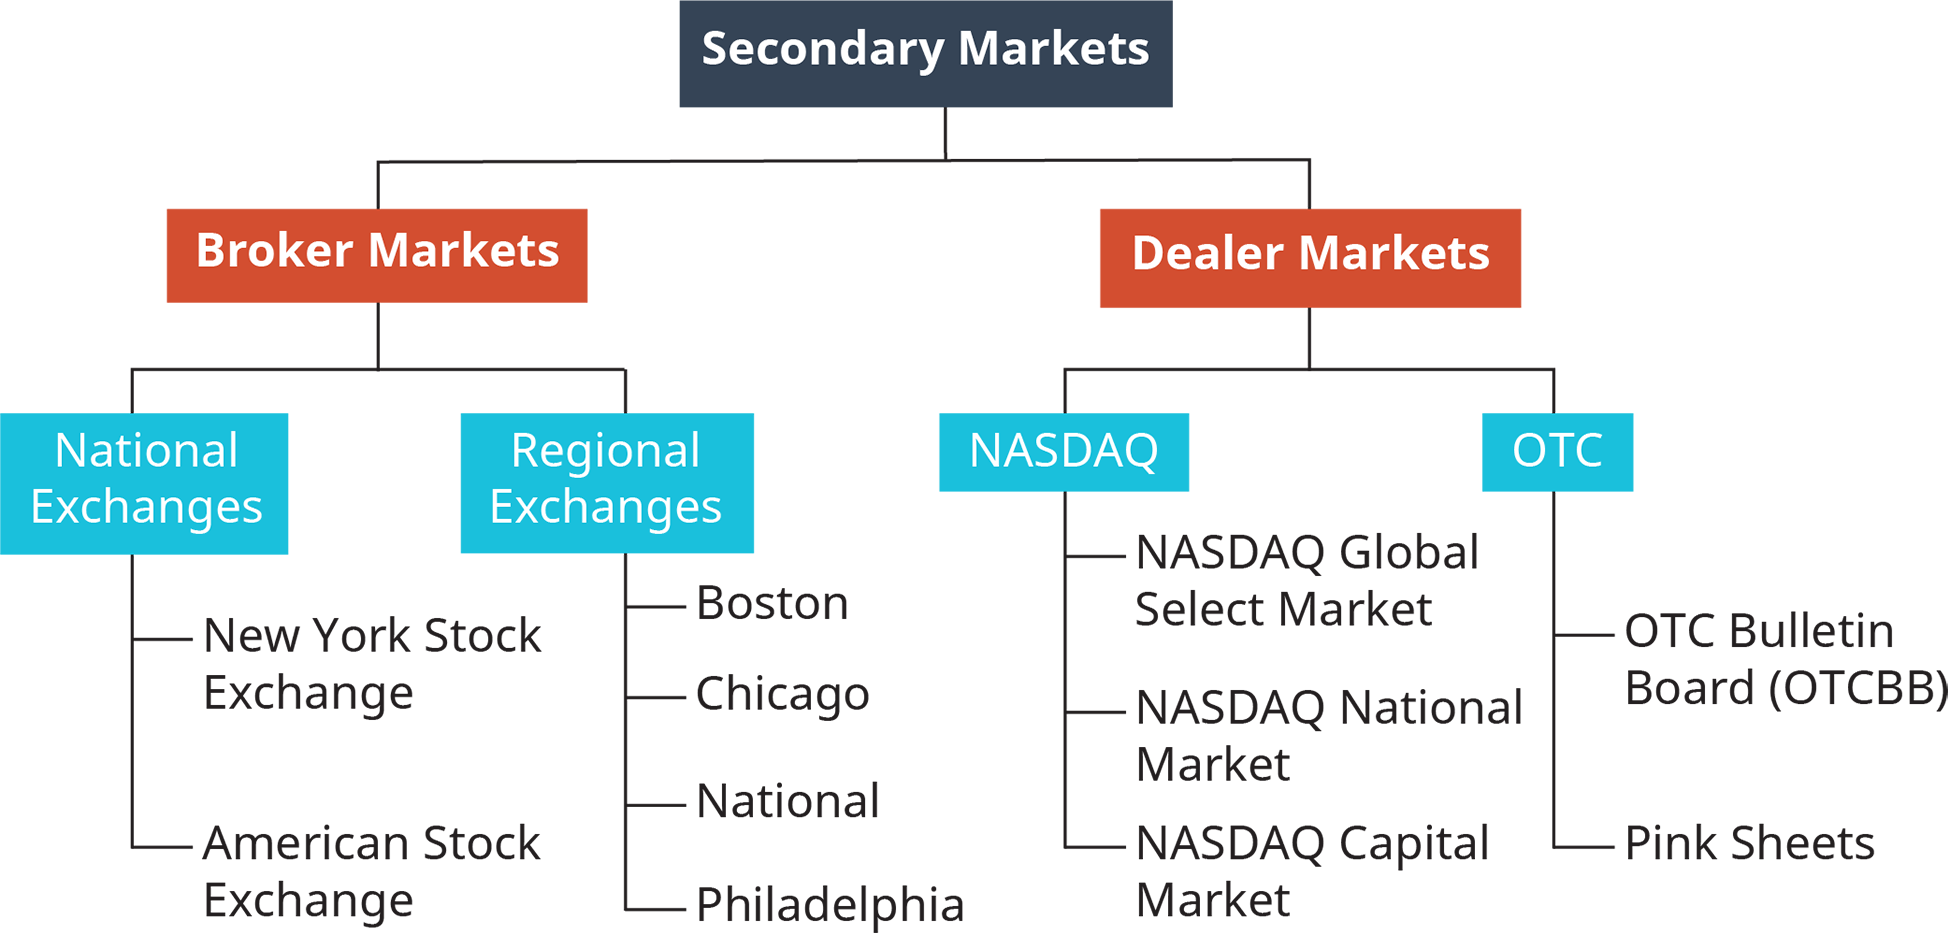 Secondary Markets
Broker Markets
Dealer Markets
National
Exchanges
Regional
Exchanges
NASDAQ
OTC
New York Stock
Exchange
American Stock
Exchange
Boston
Chicago
National
Philadelphia
NASDAQ Global
Select Market
NASDAQ National
Market
NASDAQ Capital
Market
OTC Bulletin
Board (OTCBB)
Pink Sheets